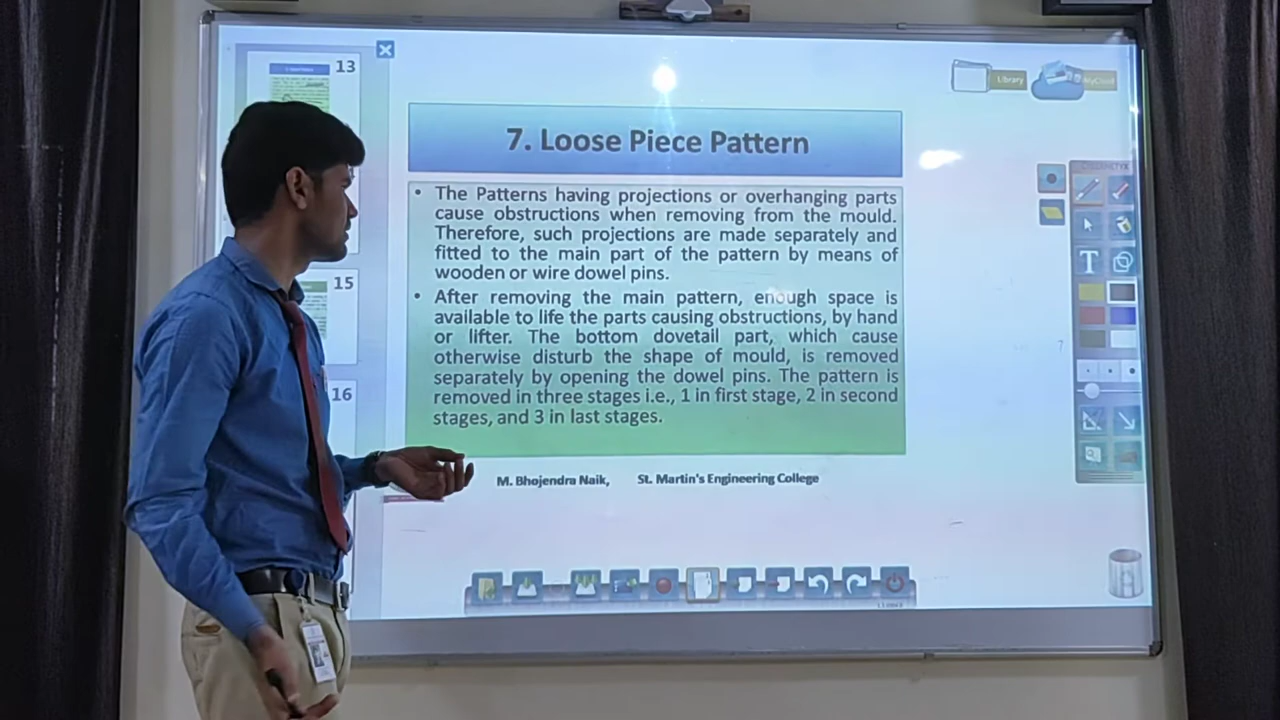 13
Library
MyCloud
7. Loose Piece Pattern
• The Patterns having projections or overhanging parts
cause obstructions when removing from the mould.
Therefore, such projections are made separately and
fitted to the main part of the pattern by means of
wooden or wire dowel pins.
15
• After removing the main pattern, enough space is
available to life the parts causing obstructions, by hand
or lifter. The bottom dovetail part, which cause
otherwise disturb the shape of mould, is removed
separately by opening the dowel pins. The pattern is
16
removed in three stages i.e., 1 in first stage, 2 in second
stages, and 3 in last stages.
M. Bhojendra Naik, St. Martin's Engineering College
T